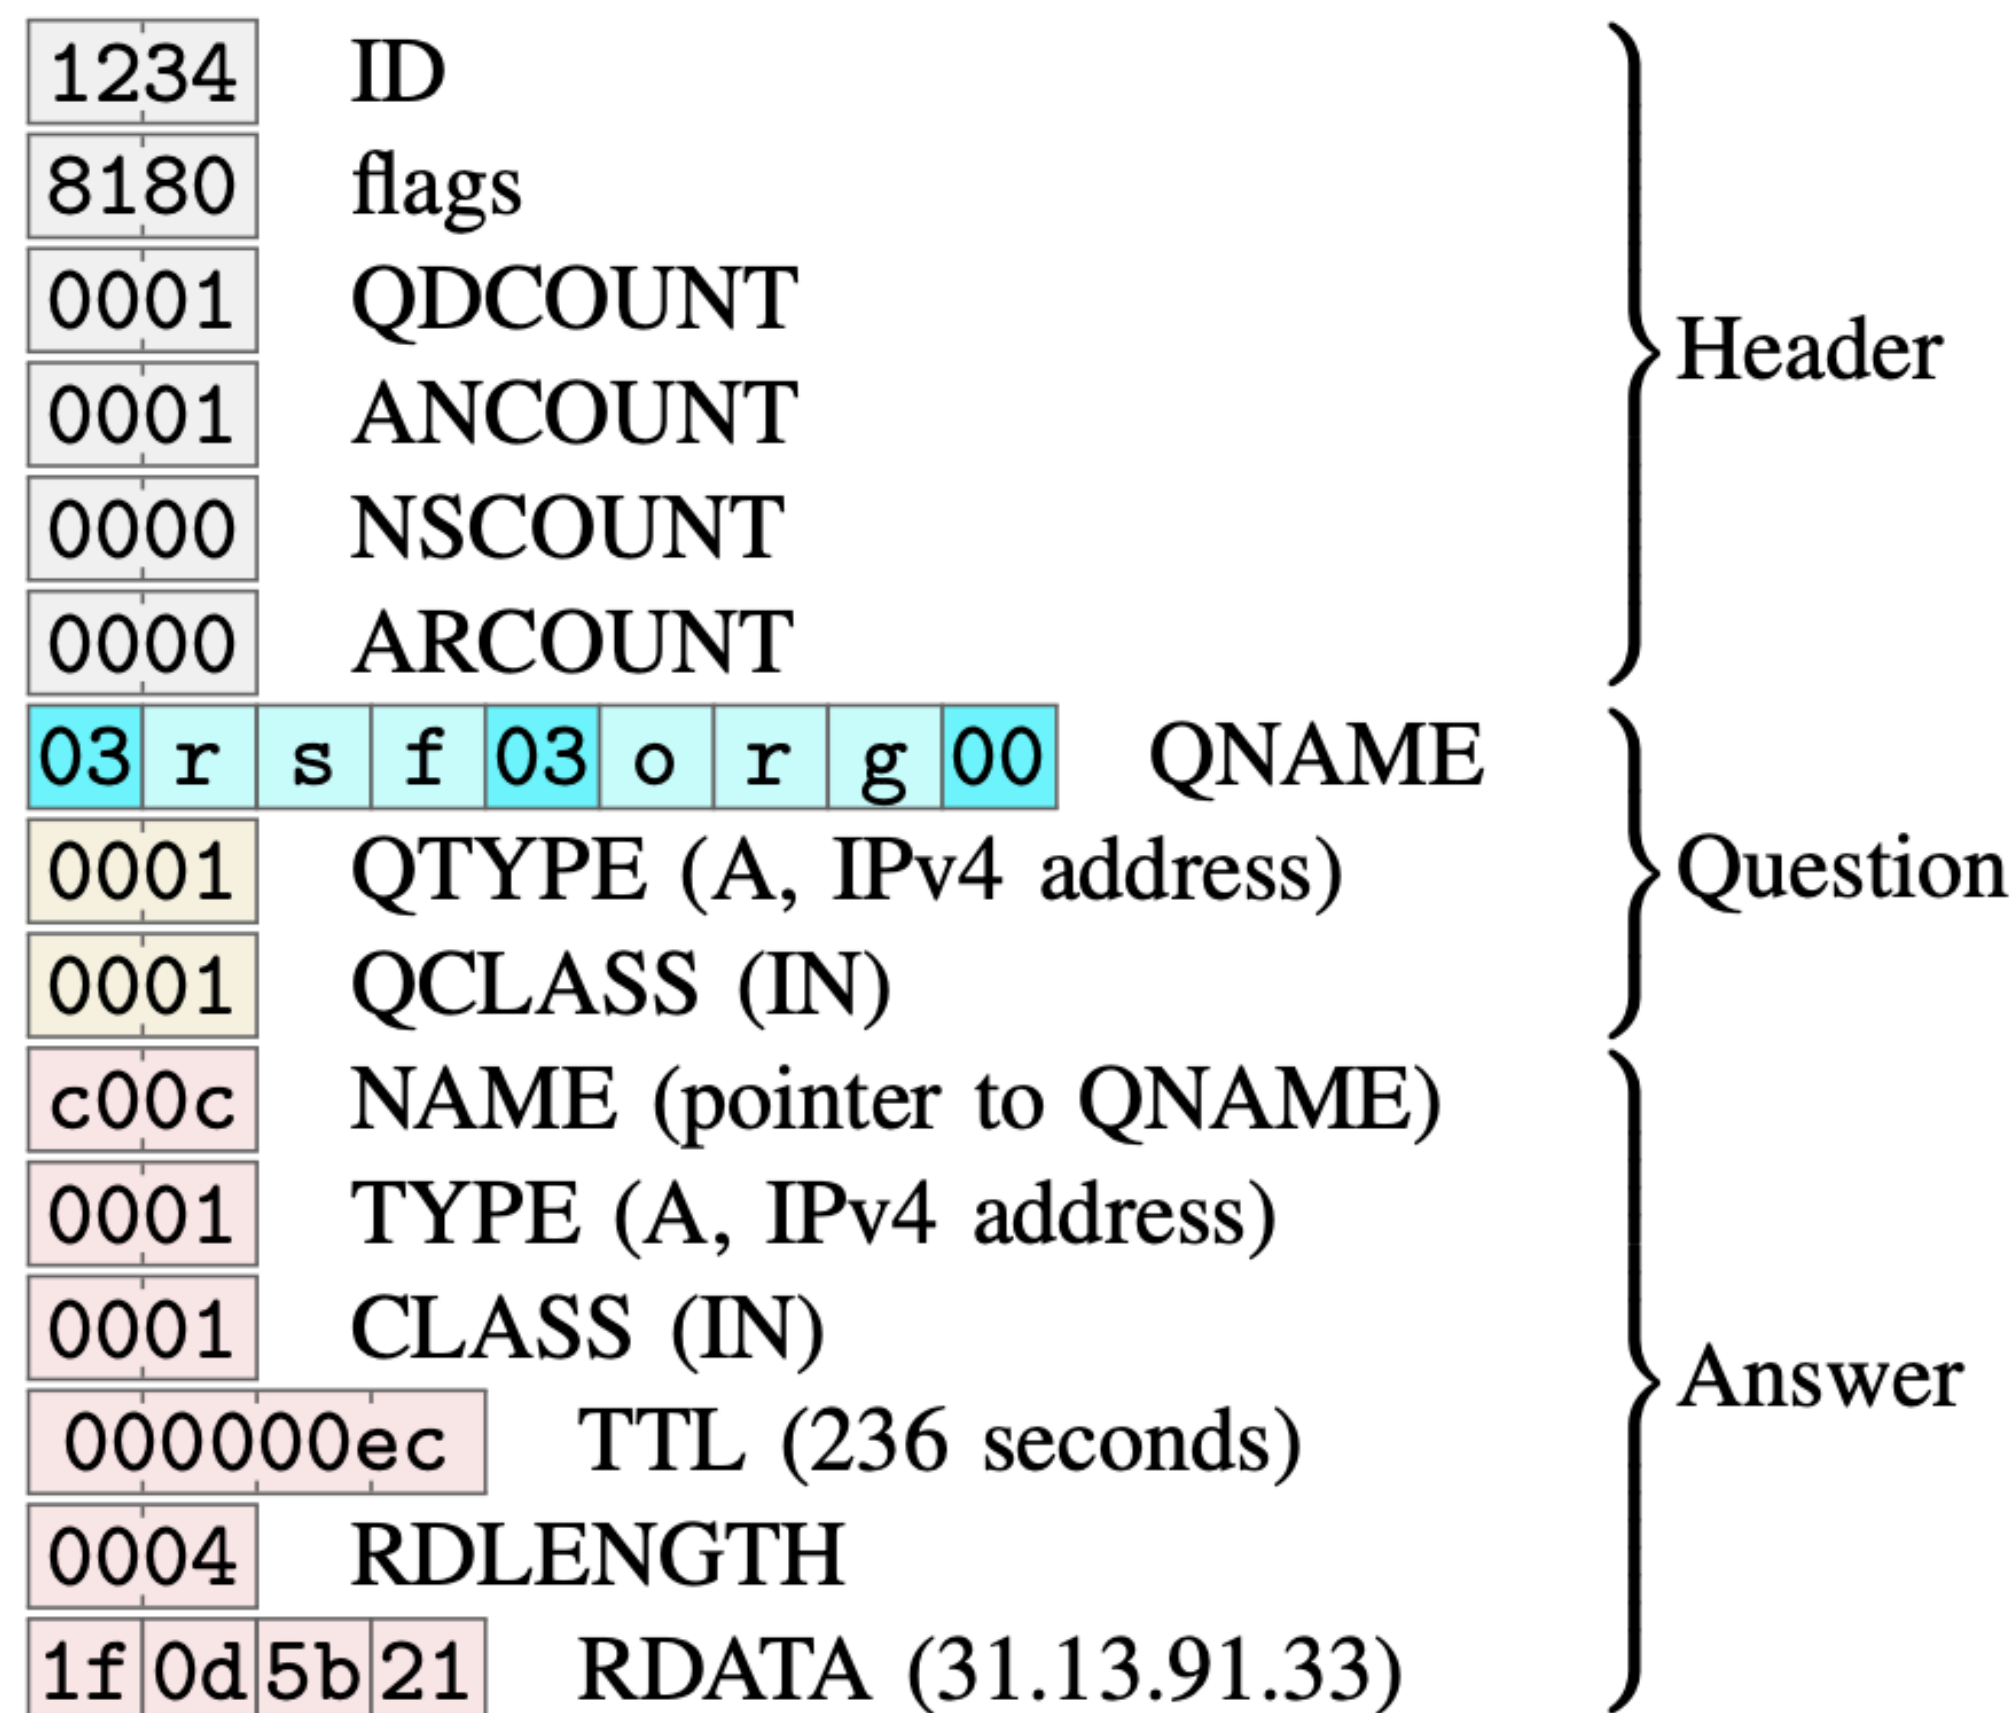 1234 ID
8180 flags
0001 QDCOUNT
0001 ANCOUNT
0000 NSCOUNT
0000 ARCOUNT
Header
03 r s f 03 o r g 00 QNAME
0001 QTYPE (A, IPv4 address)
0001 QCLASS (IN)
Question
c00c NAME (pointer to QNAME)
0001 TYPE (A, IPv4 address)
0001 CLASS (IN)
000000ec TTL (236 seconds)
0004 RDLENGTH
1f 0d 5b 21 RDATA (31.13.91.33)
Answer